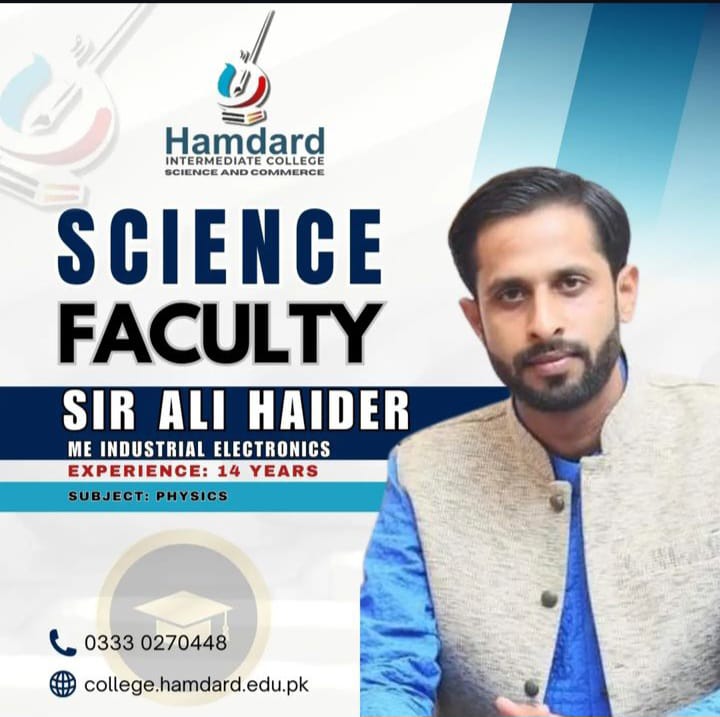 Hamdard
INTERMEDIATE COLLEGE
SCIENCE AND COMMERCE
SCIENCE
FACULTY
SIR ALI HAIDER
ME INDUSTRIAL ELECTRONICS
EXPERIENCE: 14 YEARS
SUBJECT: PHYSICS
0333 0270448
college.hamdard.edu.pk